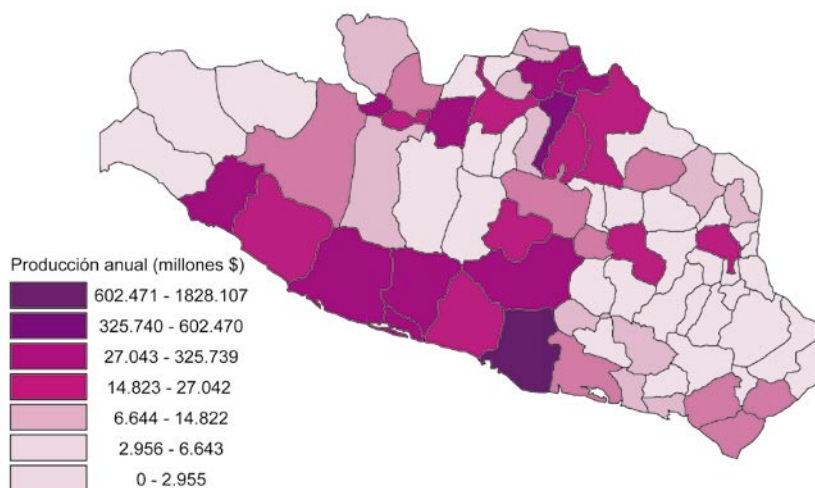 Producción anual (millones $)
602.471 - 1828.107
325.740 - 602.470
27.043 - 325.739
14.823 - 27.042
6.644 - 14.822
2.956 - 6.643
0 - 2.955